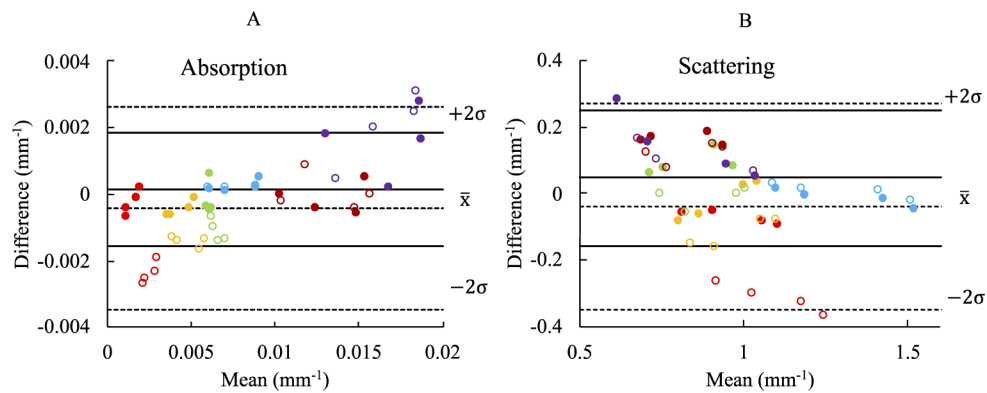 A
Absorption
0.004
0.002
0
-0.002
-0.004
Difference (mm-1)
0
0.005
0.01
0.015
0.02
Mean (mm-1)
+2σ
x̄
−2σ
B
Scattering
0.4
0.2
0
-0.2
-0.4
Difference (mm-1)
0.5
1
1.5
Mean (mm-1)
+2σ
x̄
−2σ